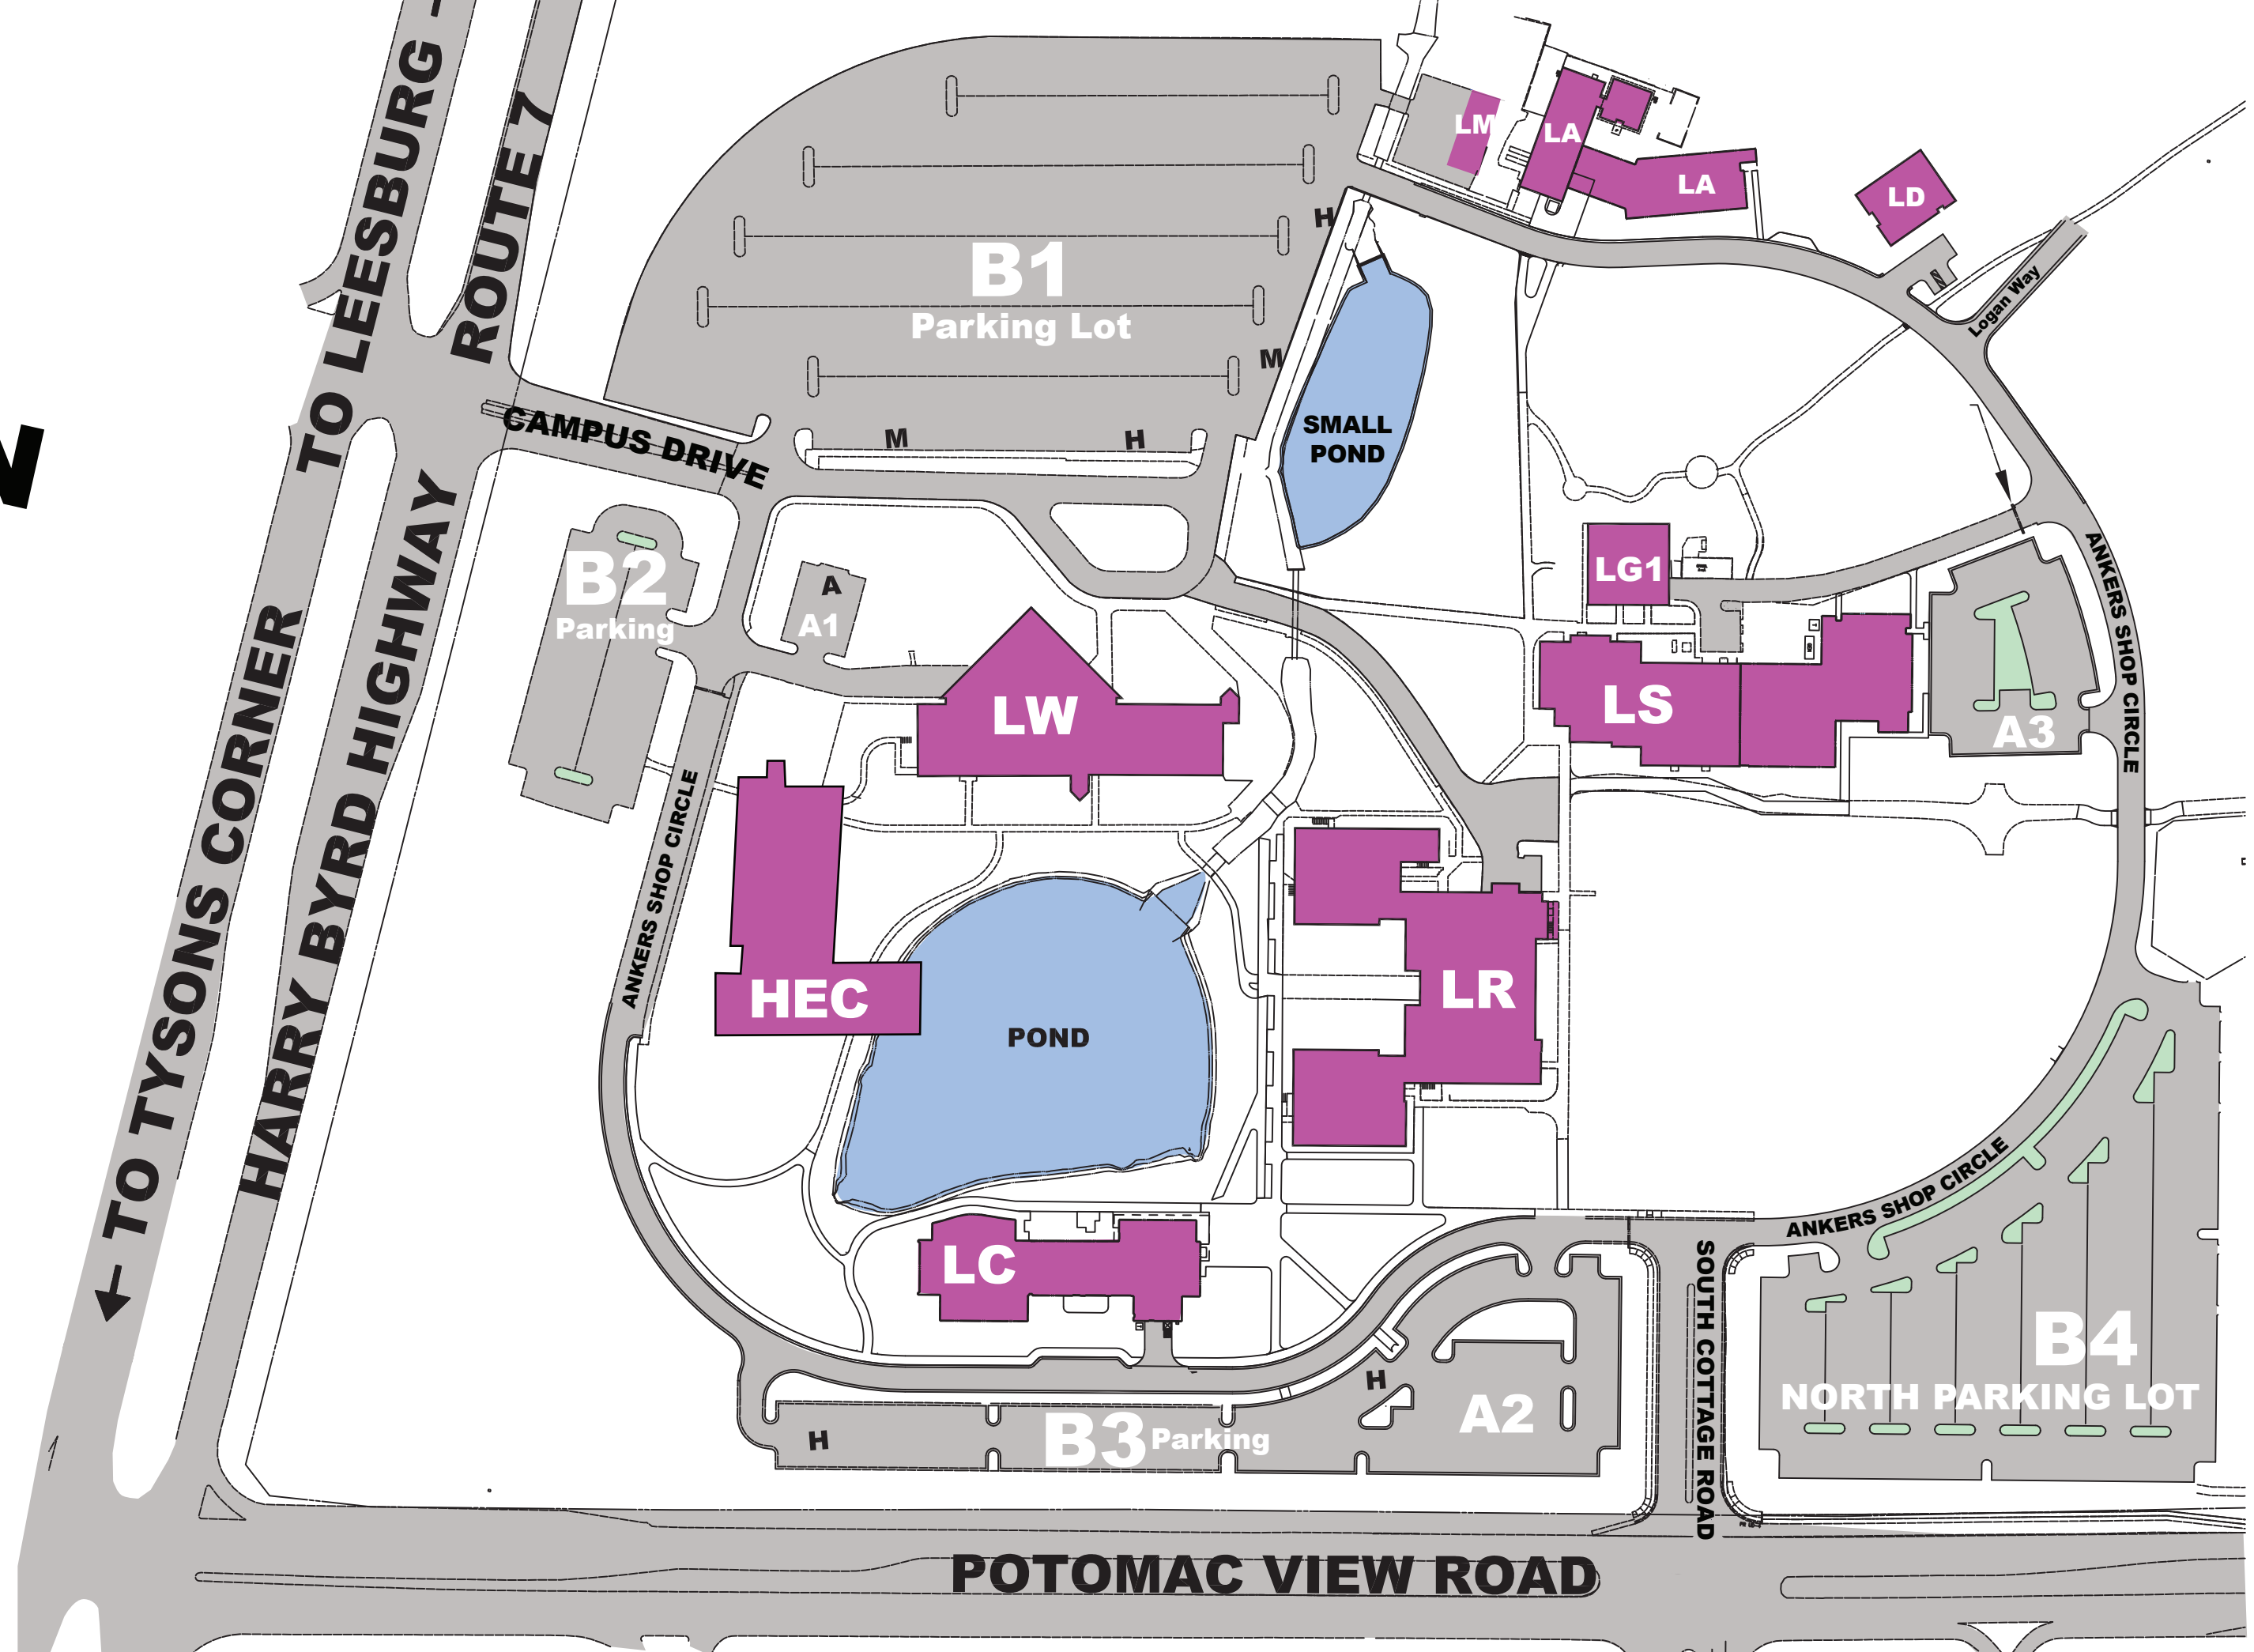 TO LEESBURG -
ROUTE 7
LM
LA
LA
LD
H
B1
Parking Lot
Logan Way
M
SMALL
POND
CAMPUS DRIVE
M
H
N
B2
Parking
A
A1
LG1
ANKERS SHOP CIRCLE
LW
LS
A3
HARRY BYRD HIGHWAY
TO TYSONS CORNER
ANKERS SHOP CIRCLE
HEC
LR
POND
ANKERS SHOP CIRCLE
LC
SOUTH COTTAGE ROAD
B4
NORTH PARKING LOT
H
A2
H
B3 Parking
POTOMAC VIEW ROAD